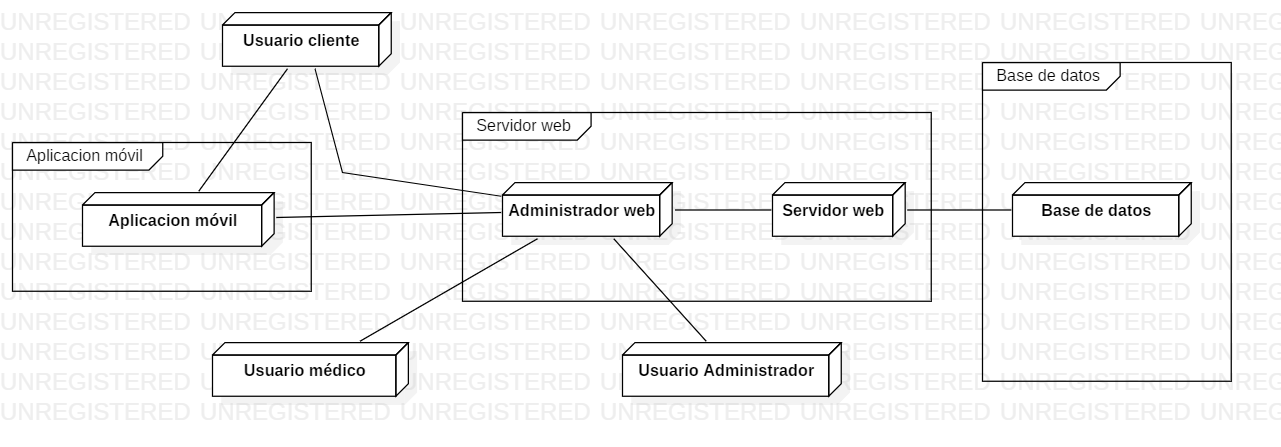 Usuario cliente
Base de datos
Servidor web
Aplicacion móvil
Aplicacion móvil
Administrador web
Servidor web
Base de datos
Usuario médico
Usuario Administrador
UNREGISTERED UNREGISTERED UNREGISTERED UNREGISTERED UNREGISTERED UNREGISTERED UNREG